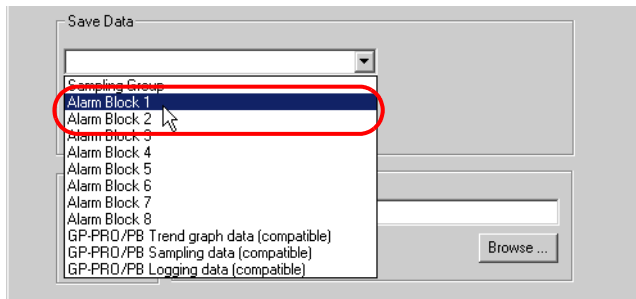 Save Data
Sampling Group
Alarm Block 1
Alarm Block 2
Alarm Block 3
Alarm Block 4
Alarm Block 5
Alarm Block 6
Alarm Block 7
Alarm Block 8
GP-PRO/PB Trend graph data (compatible)
GP-PRO/PB Sampling data (compatible)
GP-PRO/PB Logging data (compatible)
Browse ...